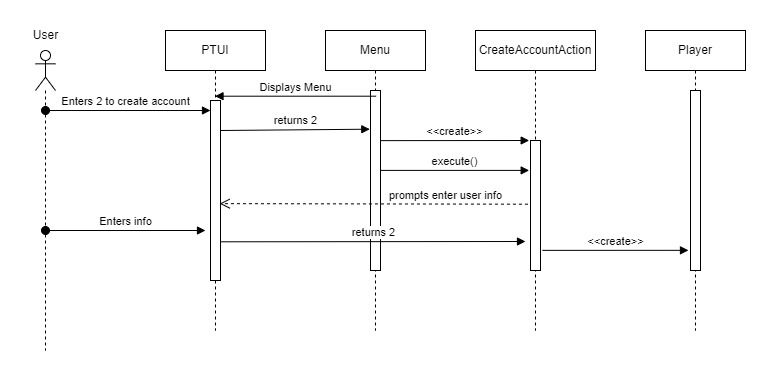 User
PTUI
Menu
CreateAccountAction
Player
Displays Menu
Enters 2 to create account
returns 2
<<create>>
execute()
prompts enter user info
Enters info
returns 2
<<create>>